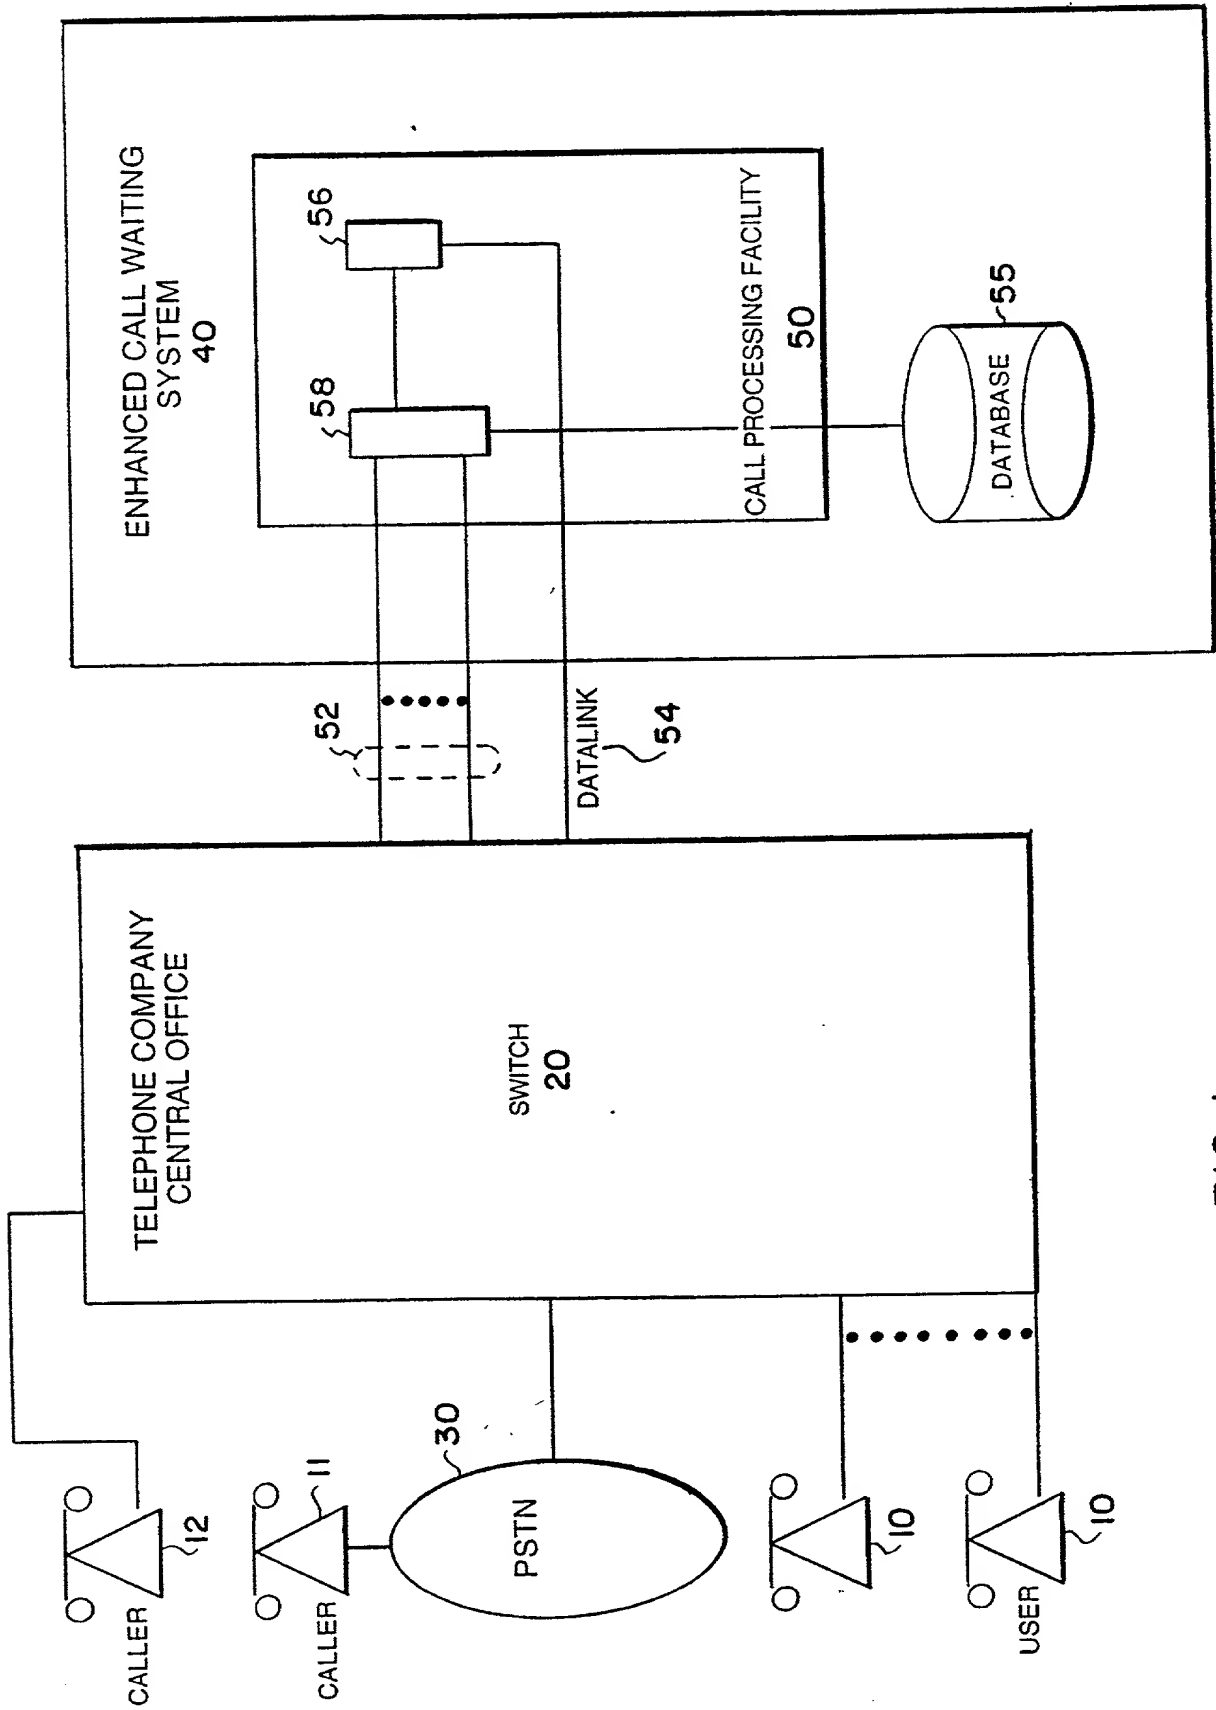 CALLER
12
CALLER
11
30
PSTN
10
USER
10
TELEPHONE COMPANY
CENTRAL OFFICE
SWITCH
20
52
DATALINK
54
ENHANCED CALL WAITING
SYSTEM
40
58
56
CALL PROCESSING FACILITY
50
DATABASE
55